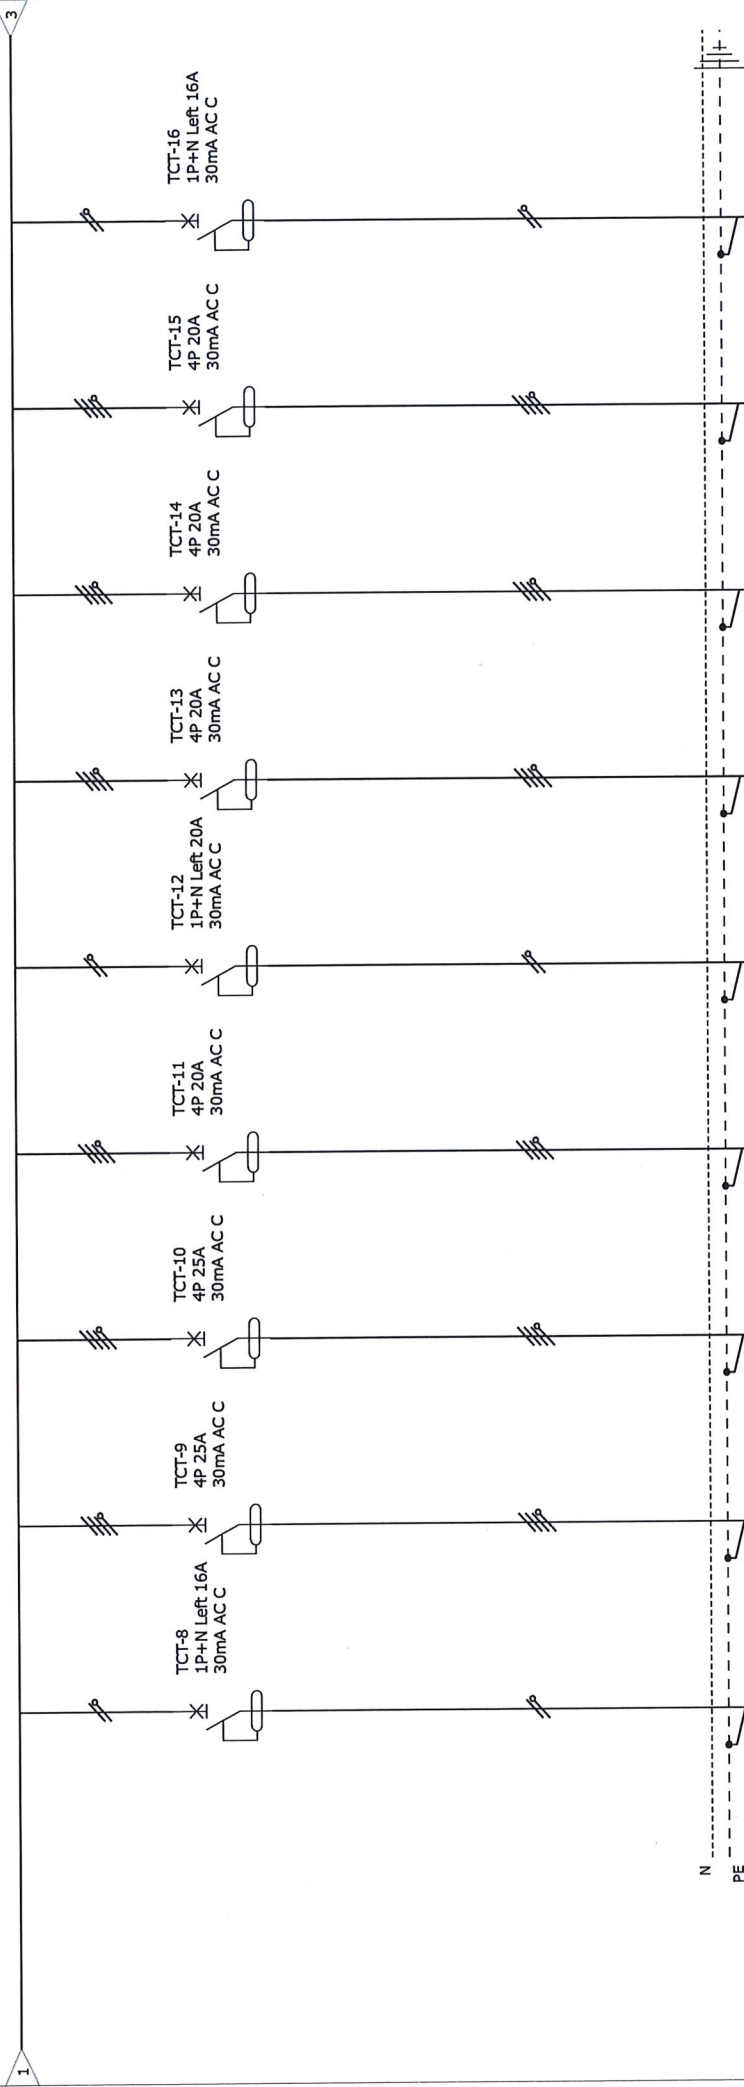 1
3
TCT-8
1P+N Left 16A
30mA AC C
TCT-9
4P 25A
30mA AC C
TCT-10
4P 25A
30mA AC C
TCT-11
4P 20A
30mA AC C
TCT-12
1P+N Left 20A
30mA AC C
TCT-13
4P 20A
30mA AC C
TCT-14
4P 20A
30mA AC C
TCT-15
4P 20A
30mA AC C
TCT-16
1P+N Left 16A
30mA AC C
N
PE